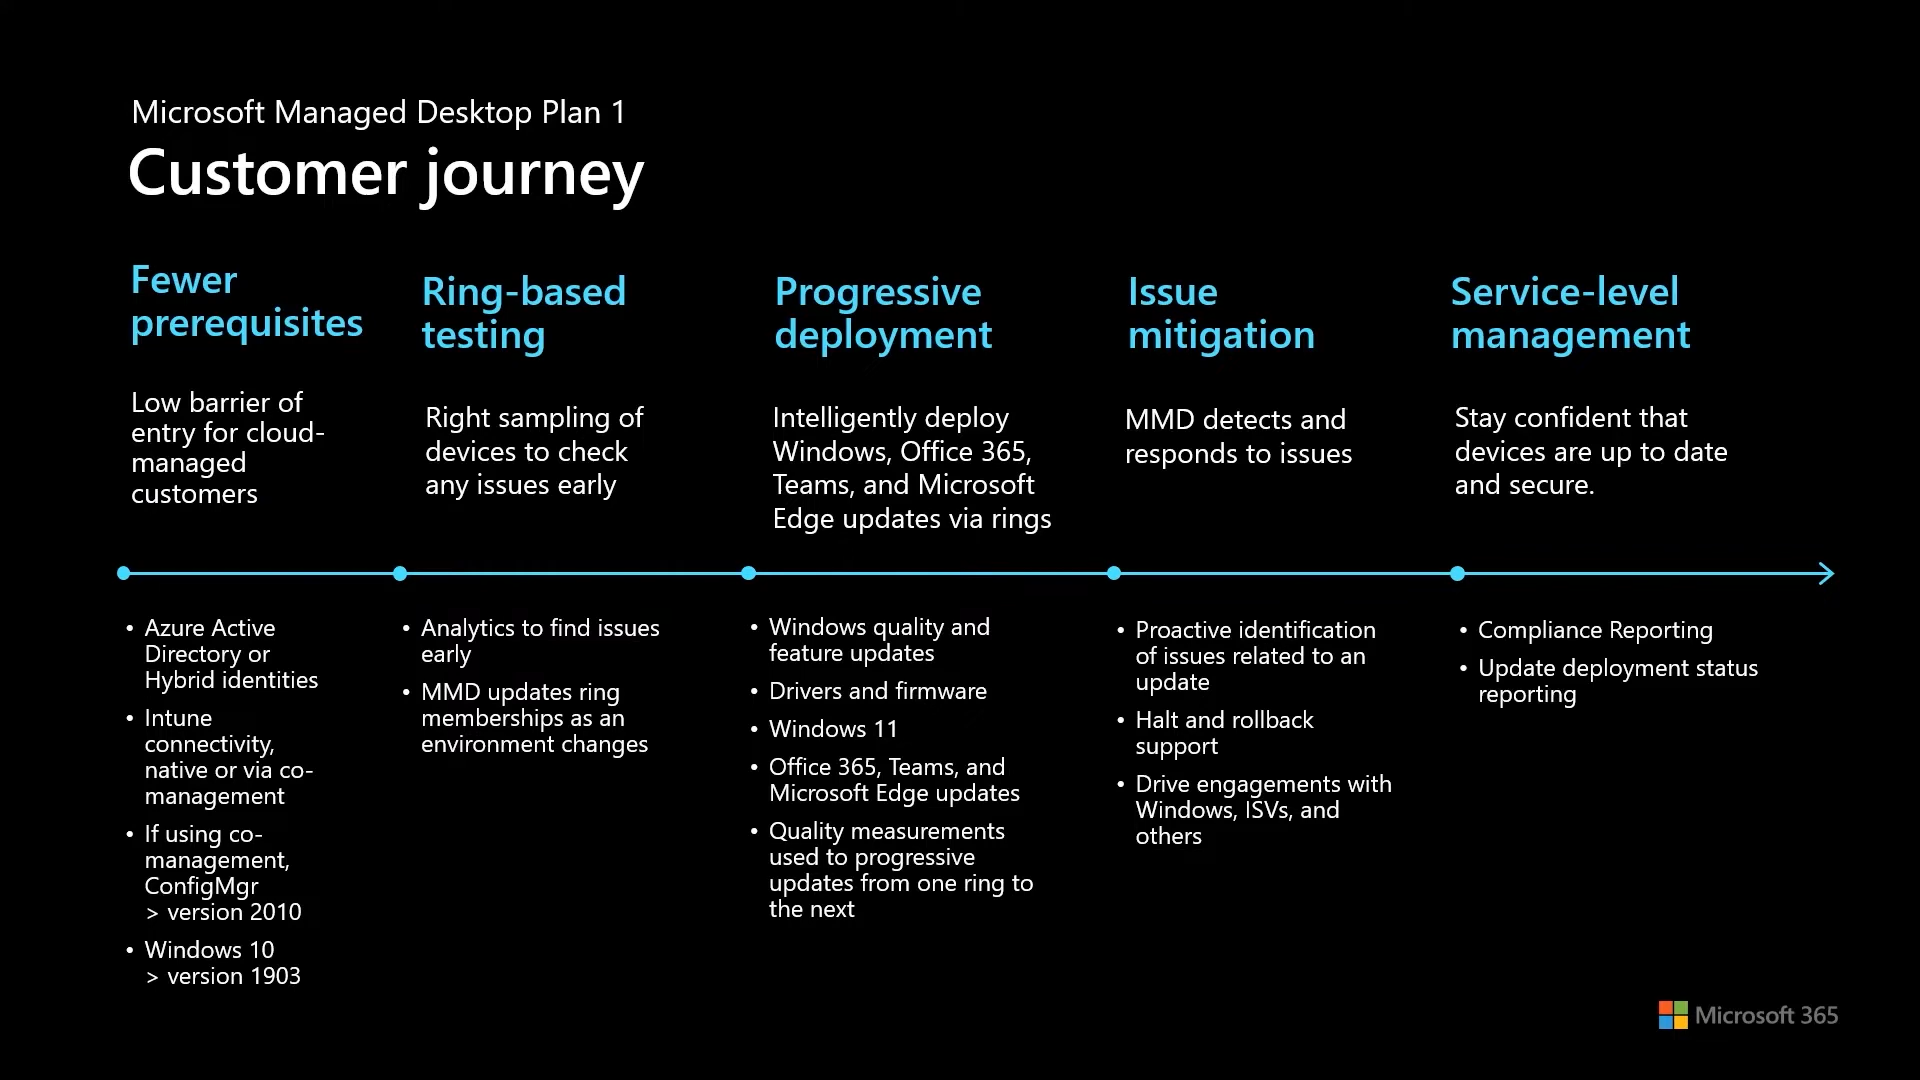 Microsoft Managed Desktop Plan 1
Customer journey
Fewer
prerequisites
Low barrier of
entry for cloud-
managed
customers
Ring-based
testing
Right sampling of
devices to check
any issues early
Progressive
deployment
Intelligently deploy
Windows, Office 365,
Teams, and Microsoft
Edge updates via rings
Issue
mitigation
MMD detects and
responds to issues
Service-level
management
Stay confident that
devices are up to date
and secure.
• Azure Active
Directory or
Hybrid identities
• Intune
connectivity,
native or via co-
management
• If using co-
management,
ConfigMgr
> version 2010
• Windows 10
> version 1903
• Analytics to find issues
early
• MMD updates ring
memberships as an
environment changes
• Windows quality and
feature updates
• Drivers and firmware
• Windows 11
• Office 365, Teams, and
Microsoft Edge updates
• Quality measurements
used to progressive
updates from one ring to
the next
• Proactive identification
of issues related to an
update
• Halt and rollback
support
• Drive engagements with
Windows, ISVs, and
others
• Compliance Reporting
• Update deployment status
reporting
Microsoft 365